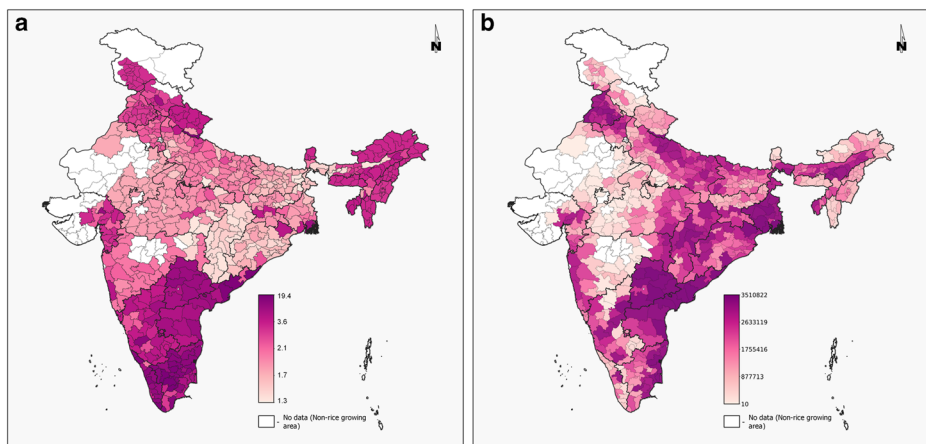 a
N
19.4
3.6
2.1
1.7
1.3
- No data (Non-rice growing
area)
b
N
3510822
2633119
1755416
877713
10
- No data (Non-rice growing
area)